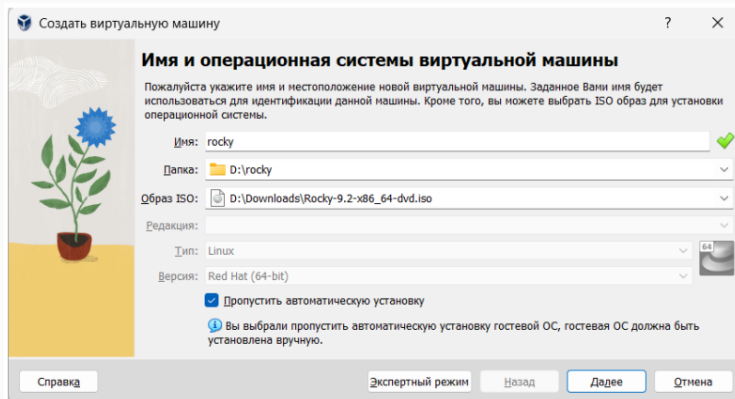 Создать виртуальную машину
Имя и операционная системы виртуальной машины
Пожалуйста укажите имя и местоположение новой виртуальной машины. Заданное Вами имя будет
использоваться для идентификации данной машины. Кроме того, вы можете выбрать ISO образ для установки
операционной системы.
Имя: rocky
Папка: D:\rocky
Образ ISO: D:\Downloads\Rocky-9.2-x86_64-dvd.iso
Редакция:
Тип: Linux
64
Версия: Red Hat (64-bit)
Пропустить автоматическую установку
Вы выбрали пропустить автоматическую установку гостевой ОС, гостевая ОС должна быть
установлена вручную.
Справка Экспертный режим Назад Далее Отмена